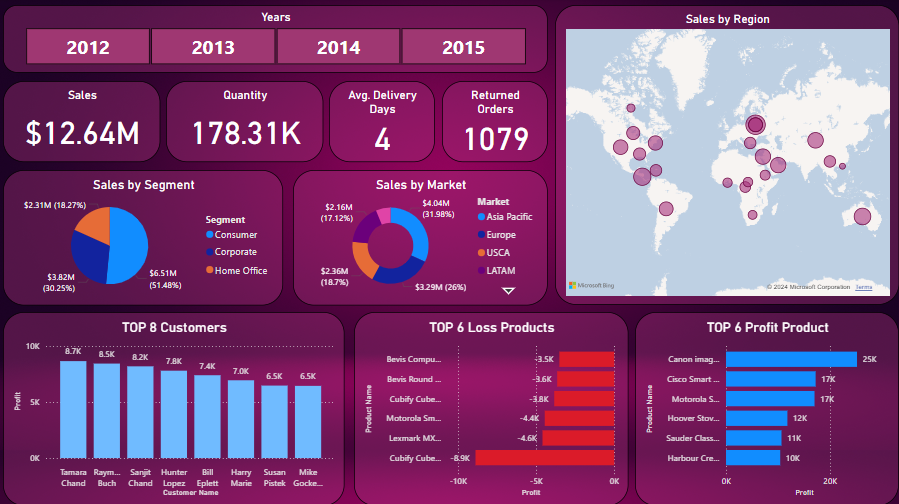 Years
2012 2013 2014 2015
Sales
$12.64M
Quantity
178.31K
Avg. Delivery
Days
4
Returned
Orders
1079
Sales by Region
Microsoft Bing
© 2024 Microsoft Corporation Terms
Sales by Segment
$2.31M (18.27%)
$3.82M
(30.25%)
$6.51M
(51.48%)
Segment
Consumer
Corporate
Home Office
Sales by Market
$2.16M
(17.12%)
$4.04M
(31.98%)
$2.36M
(18.7%)
$3.29M (26%)
Market
Asia Pacific
Europe
USCA
LATAM
TOP 8 Customers
Profit
10K
5K
0K
8.7K 8.5K 8.2K 7.8K 7.4K 7.0K 6.5K 6.5K
Tamara Raym... Sanjit Hunter Bill Harry Susan Mike
Chand Buch Chand Lopez Eplett Marie Pistek Gocke...
Customer Name
TOP 6 Loss Products
Product Name
Bevis Compu... -3.5K
Bevis Round ... -3.6K
Cubify Cube... -3.8K
Motorola Sm... -4.4K
Lexmark MX... -4.6K
Cubify Cube... -8.9K
-10K -5K 0K
Profit
TOP 6 Profit Product
Product Name
Canon imag... 25K
Cisco Smart ... 17K
Motorola S... 17K
Hoover Stov... 12K
Sauder Class... 11K
Harbour Cre... 10K
0K 20K
Profit